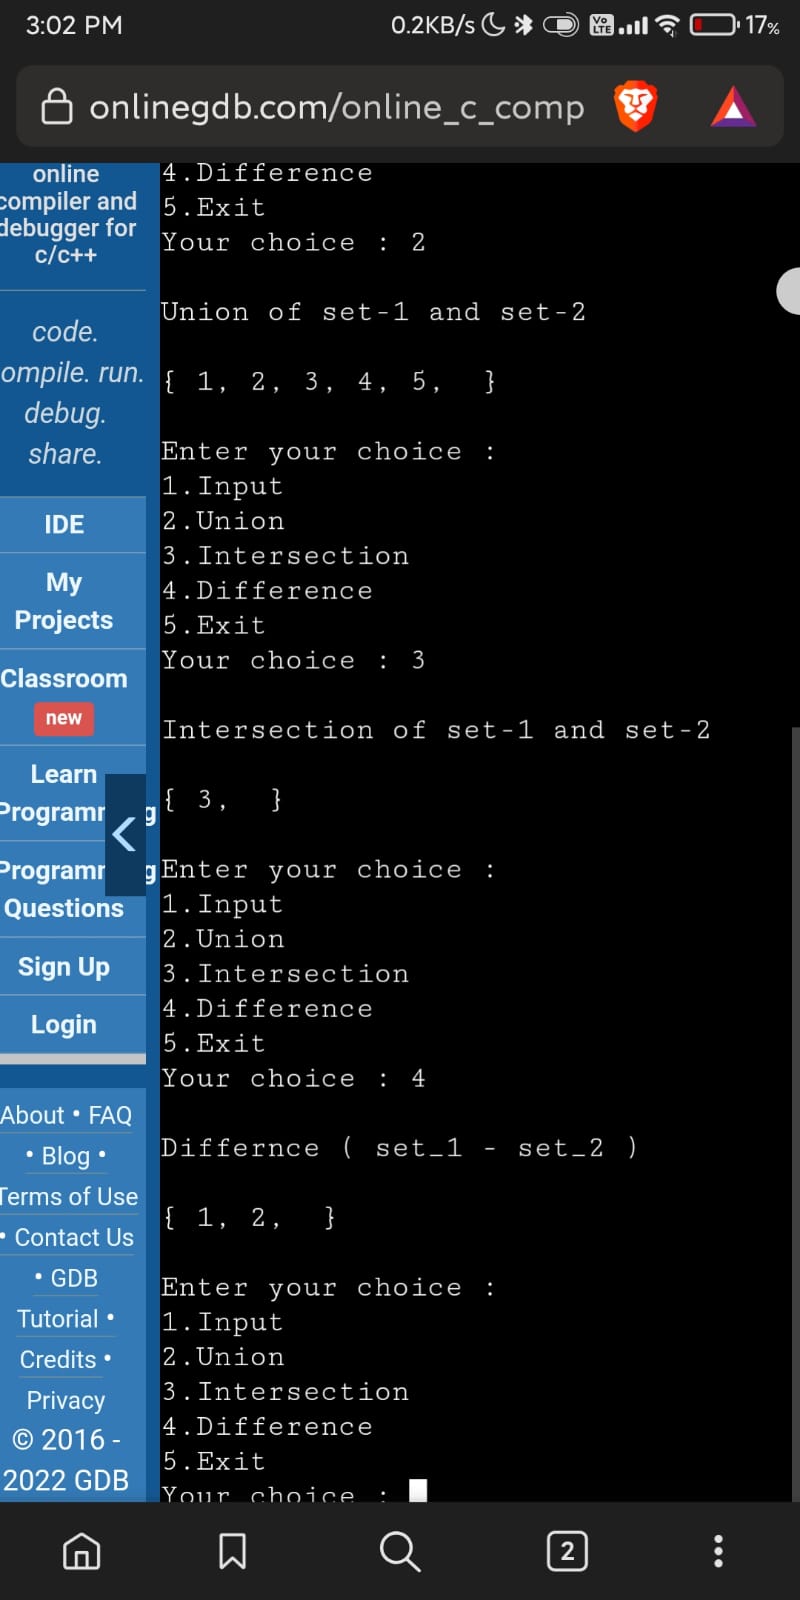 3:02 PM
0.2KB/s
Vo LTE
17%
onlinegdb.com/online_c_comp
online
compiler and
debugger for
c/c++
code.
ompile. run.
debug.
share.
IDE
My
Projects
Classroom
new
Learn
Programm g
Programm g
Questions
Sign Up
Login
About • FAQ
• Blog •
Terms of Use
• Contact Us
• GDB
Tutorial •
Credits •
Privacy
© 2016 -
2022 GDB
4.Difference
5.Exit
Your choice : 2
Union of set-1 and set-2
{ 1, 2, 3, 4, 5,  }
Enter your choice :
1.Input
2.Union
3.Intersection
4.Difference
5.Exit
Your choice : 3
Intersection of set-1 and set-2
{ 3,  }
Enter your choice :
1.Input
2.Union
3.Intersection
4.Difference
5.Exit
Your choice : 4
Differnce ( set_1 - set_2 )
{ 1, 2,  }
Enter your choice :
1.Input
2.Union
3.Intersection
4.Difference
5.Exit
Your choice :
2